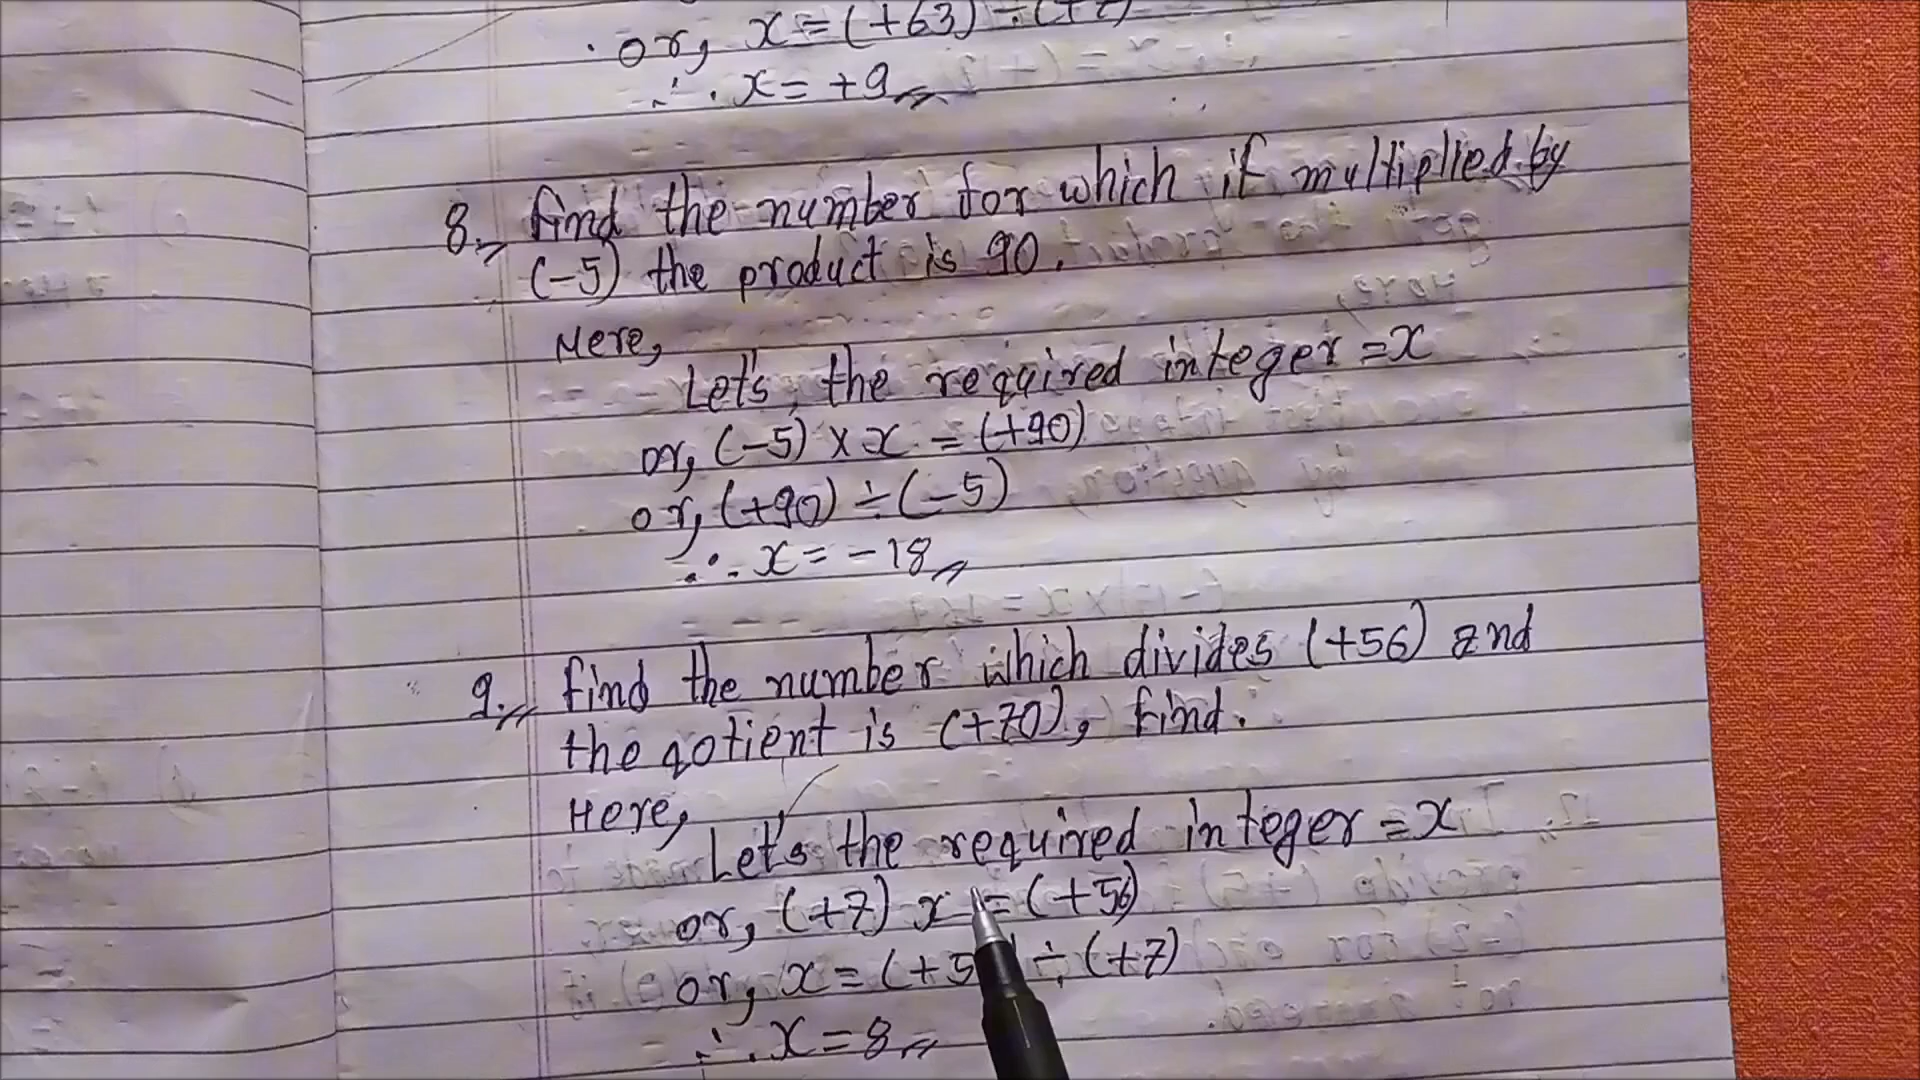 or, x = (+63) ÷ (+7)
∴ x = +9
8. find the number for which if multiplied by
(-5) the product is 90.
Here,
Let's, the required integer = x
or, (-5) × x = (+90)
or, (+90) ÷ (-5)
∴ x = -18
9. find the number which divides (+56) and
the qotient is (+70), find.
Here,
Let's the required integer = x
or, (+7) x = (+56)
or, x = (+5 ÷ (+7)
∴ x = 8